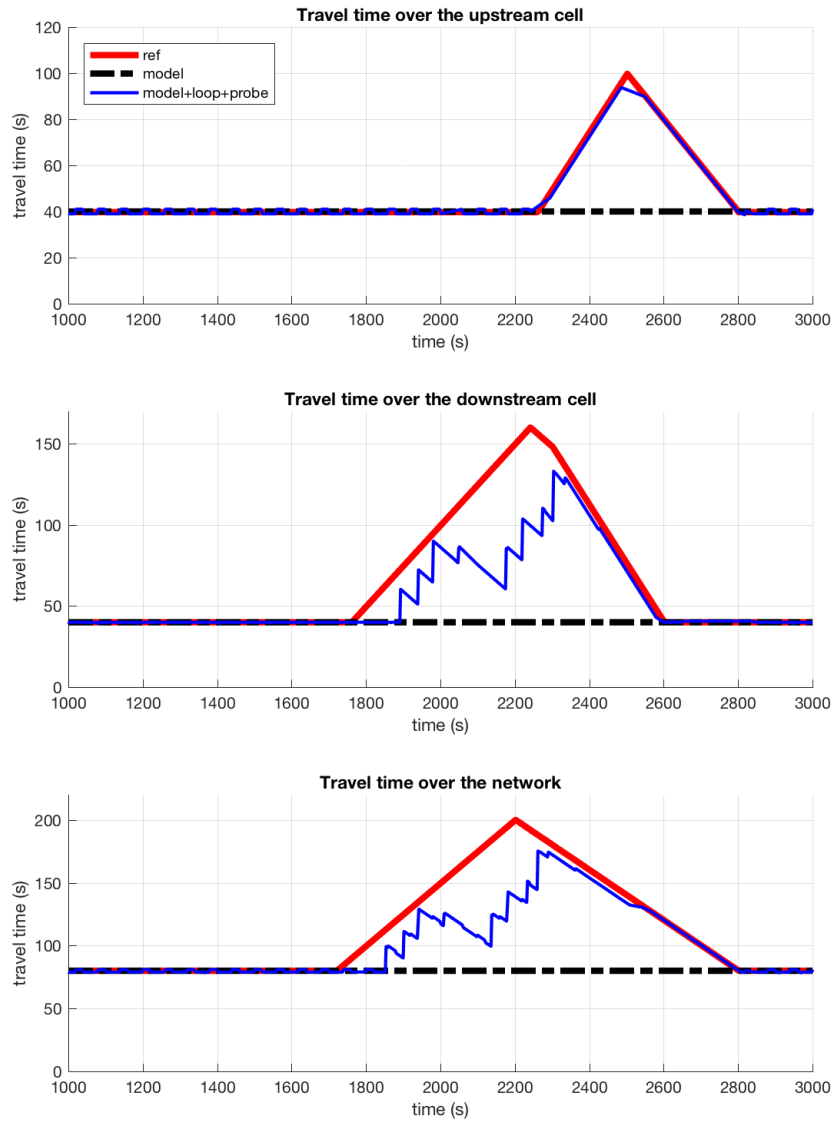 Travel time over the upstream cell
120
100
80
60
40
20
0
travel time (s)
ref
model
model+loop+probe
1000 1200 1400 1600 1800 2000 2200 2400 2600 2800 3000
time (s)
Travel time over the downstream cell
150
100
50
0
travel time (s)
1000 1200 1400 1600 1800 2000 2200 2400 2600 2800 3000
time (s)
Travel time over the network
200
150
100
50
0
travel time (s)
1000 1200 1400 1600 1800 2000 2200 2400 2600 2800 3000
time (s)